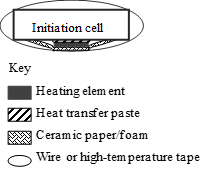 Initiation cell
Key
Heating element
Heat transfer paste
Ceramic paper/foam
Wire or high-temperature tape